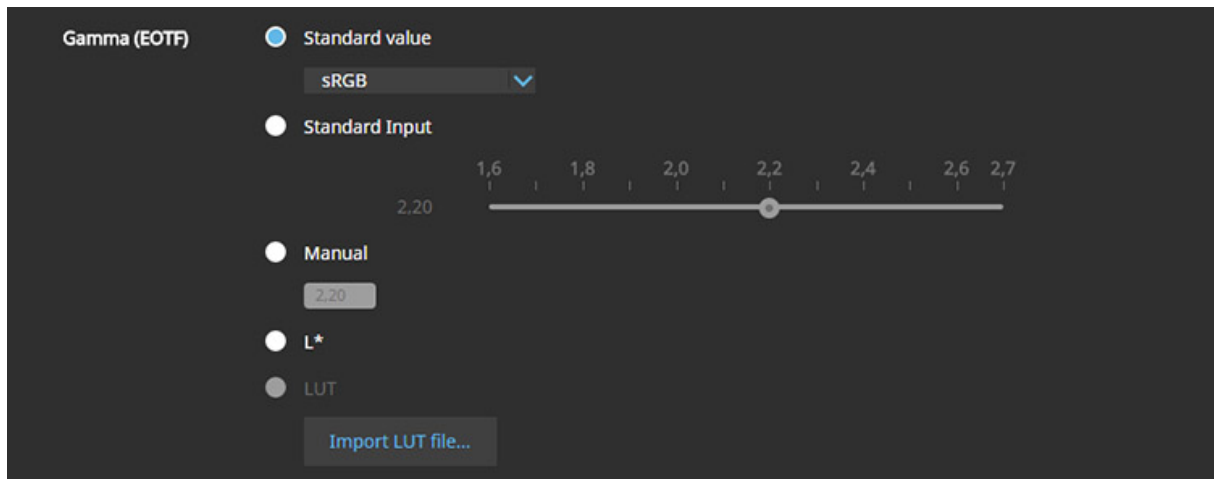 Gamma (EOTF) Standard value
sRGB
Standard Input
1,6 1,8 2,0 2,2 2,4 2,6 2,7
2,20
Manual
2,20
L*
LUT
Import LUT file...